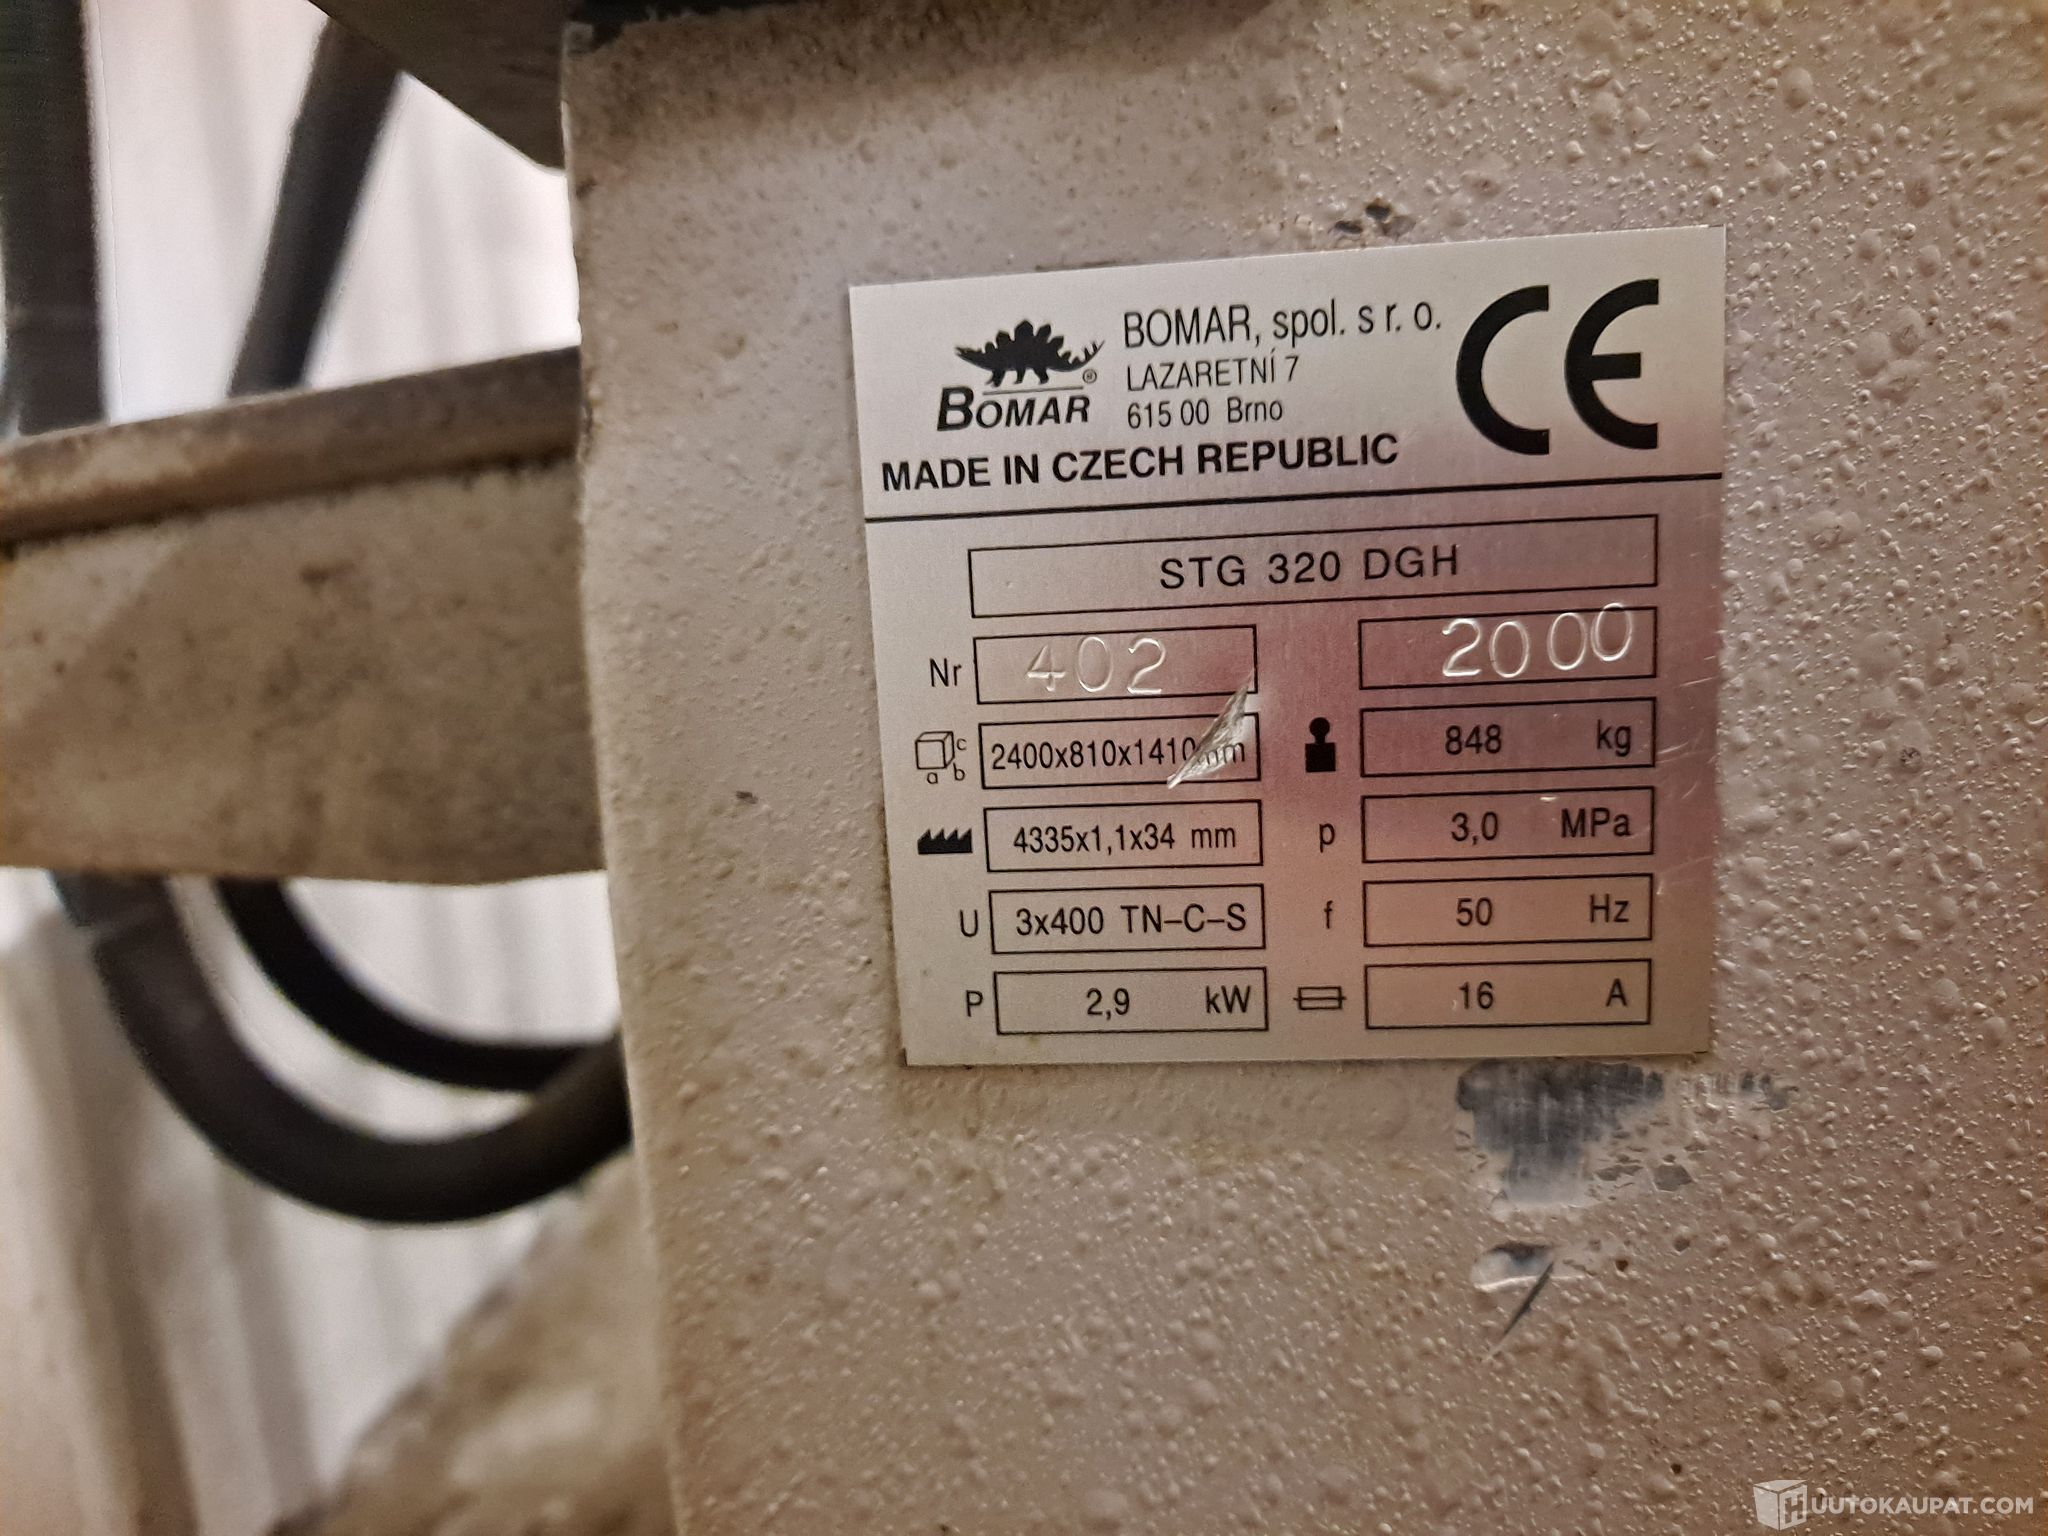 BOMAR, spol. s r. o.
LAZARETNÍ 7
615 00 Brno
® BOMAR
CE
MADE IN CZECH REPUBLIC
STG 320 DGH
Nr 402 2000
a b c 2400x810x1410 mm 848 kg
4335x1,1x34 mm p 3,0 MPa
U 3x400 TN-C-S f 50 Hz
P 2,9 kW 16 A
HUUTOKAUPAT.COM